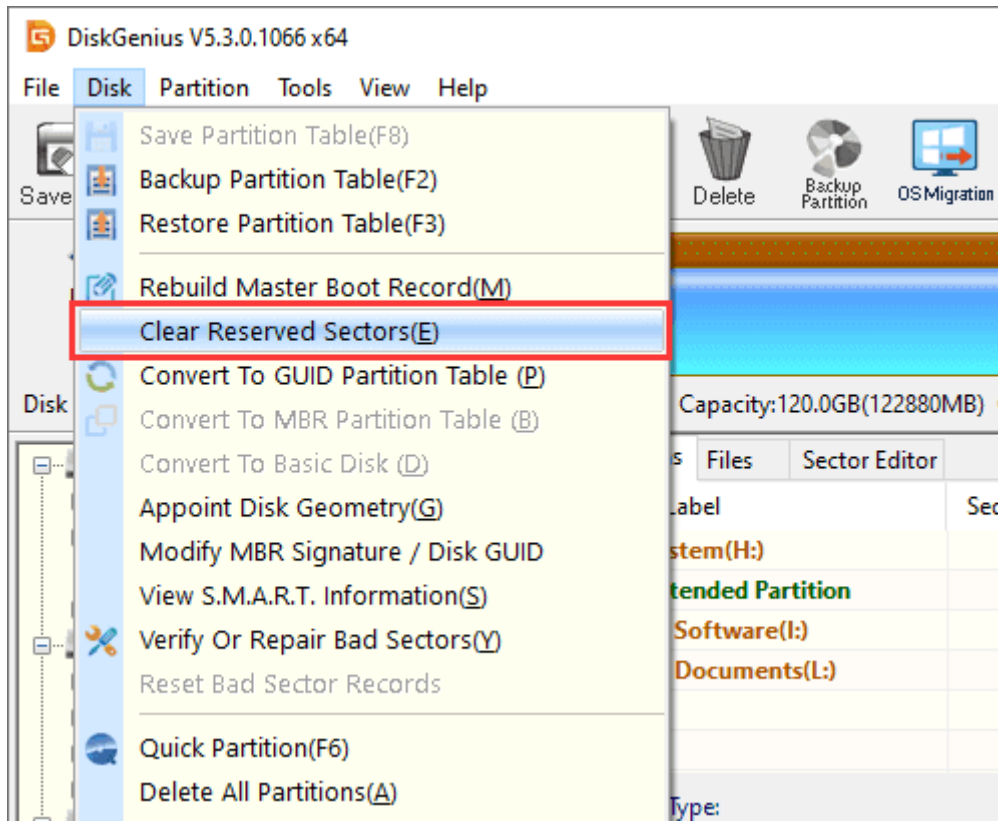 DiskGenius V5.3.0.1066 x64
File Disk Partition Tools View Help
Save Partition Table(F8)
Backup Partition Table(F2)
Restore Partition Table(F3)
Rebuild Master Boot Record(M)
Clear Reserved Sectors(E)
Convert To GUID Partition Table (P)
Convert To MBR Partition Table (B)
Convert To Basic Disk (D)
Appoint Disk Geometry(G)
Modify MBR Signature / Disk GUID
View S.M.A.R.T. Information(S)
Verify Or Repair Bad Sectors(Y)
Reset Bad Sector Records
Quick Partition(F6)
Delete All Partitions(A)
Save
Delete
Backup
Partition
OS Migration
Disk
Capacity:120.0GB(122880MB)
s Files Sector Editor
Label Sec
stem(H:)
tended Partition
Software(I:)
Documents(L:)
Type: